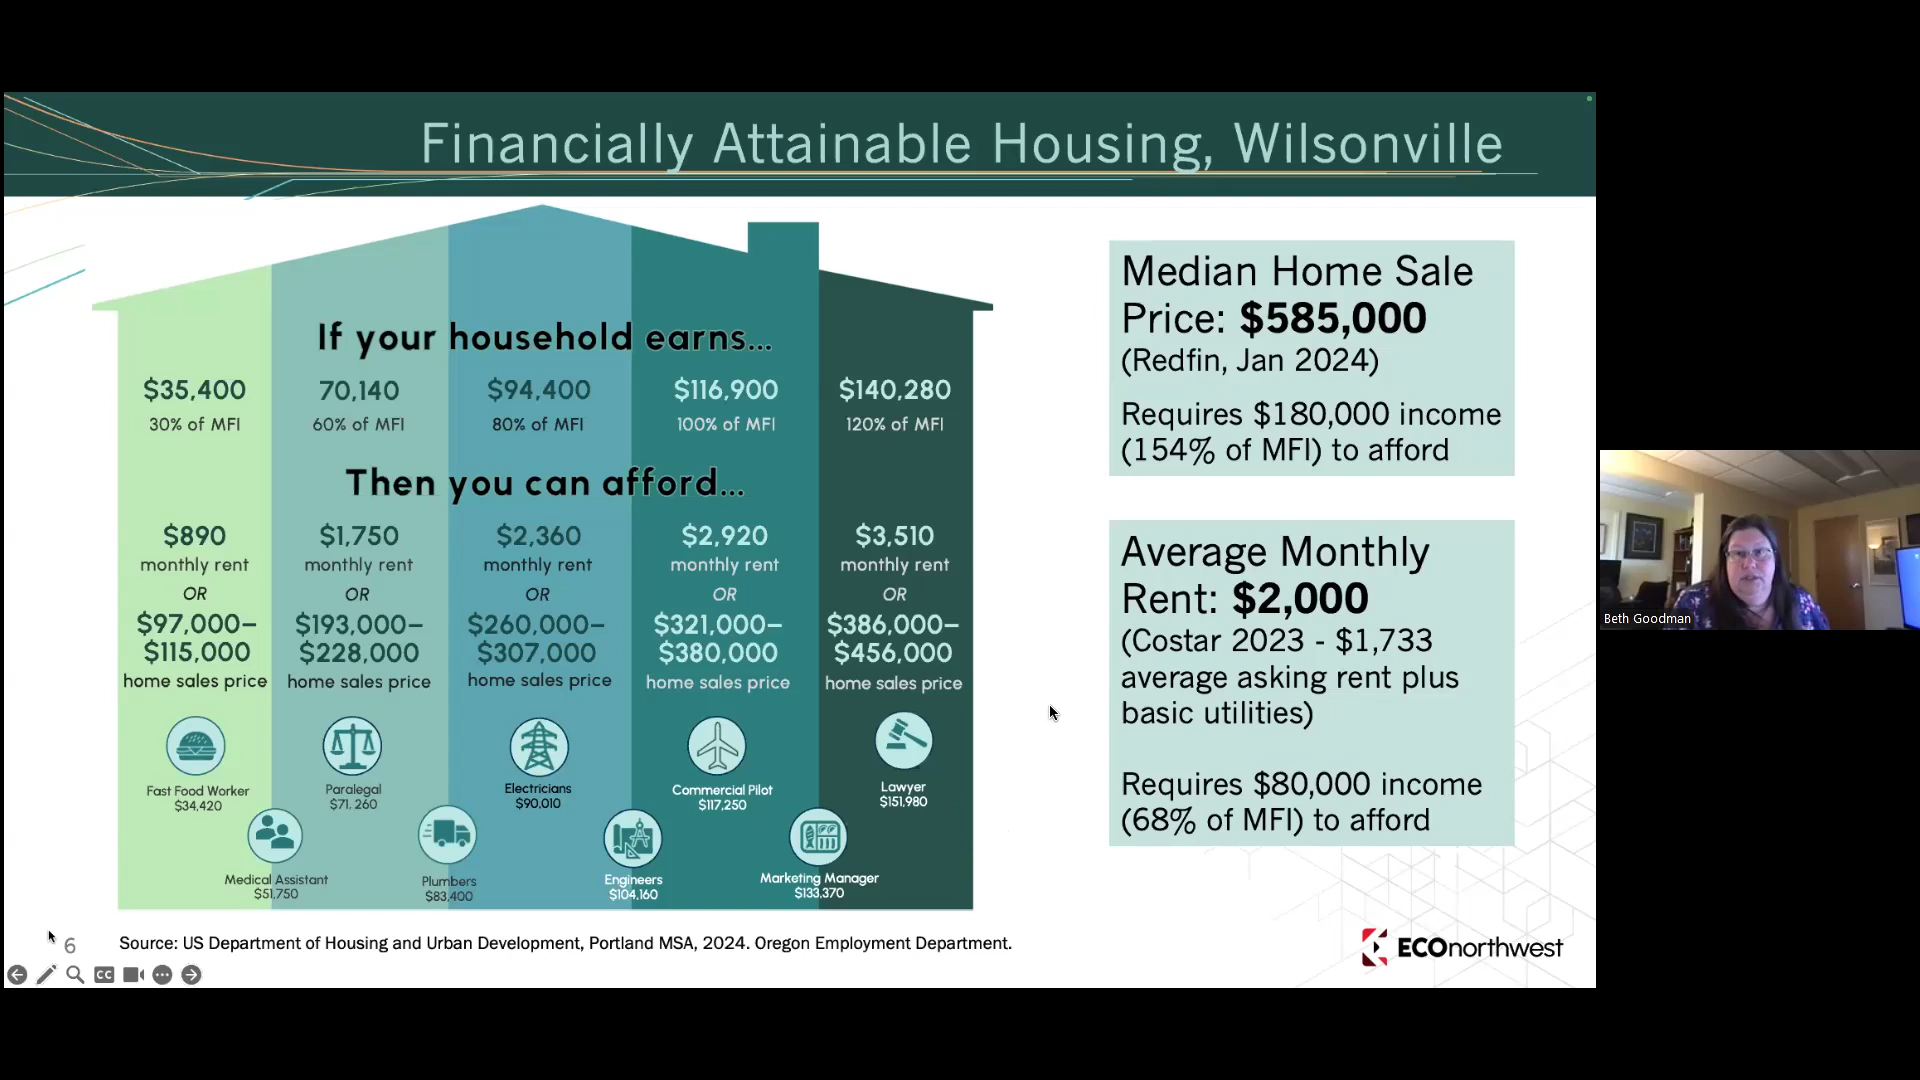 Financially Attainable Housing, Wilsonville
If your household earns...
$35,400
30% of MFI
70,140
60% of MFI
$94,400
80% of MFI
$116,900
100% of MFI
$140,280
120% of MFI
Then you can afford...
$890
monthly rent
OR
$97,000–
$115,000
home sales price
$1,750
monthly rent
OR
$193,000–
$228,000
home sales price
$2,360
monthly rent
OR
$260,000–
$307,000
home sales price
$2,920
monthly rent
OR
$321,000–
$380,000
home sales price
$3,510
monthly rent
OR
$386,000–
$456,000
home sales price
Fast Food Worker
$34,420
Medical Assistant
$51,750
Paralegal
$71, 260
Plumbers
$83,400
Electricians
$90,010
Engineers
$104,160
Commercial Pilot
$117,250
Marketing Manager
$133,370
Lawyer
$151,980
Median Home Sale
Price: $585,000
(Redfin, Jan 2024)
Requires $180,000 income
(154% of MFI) to afford
Average Monthly
Rent: $2,000
(Costar 2023 - $1,733
average asking rent plus
basic utilities)
Requires $80,000 income
(68% of MFI) to afford
Beth Goodman
6
Source: US Department of Housing and Urban Development, Portland MSA, 2024. Oregon Employment Department.
ECOnorthwest
CC